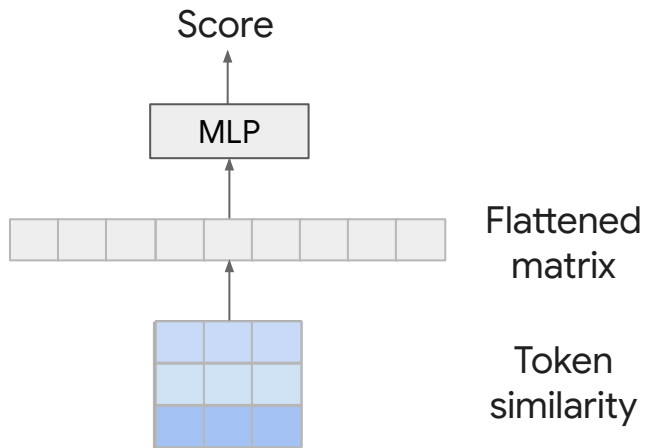 Score
MLP
Flattened
matrix
Token
similarity